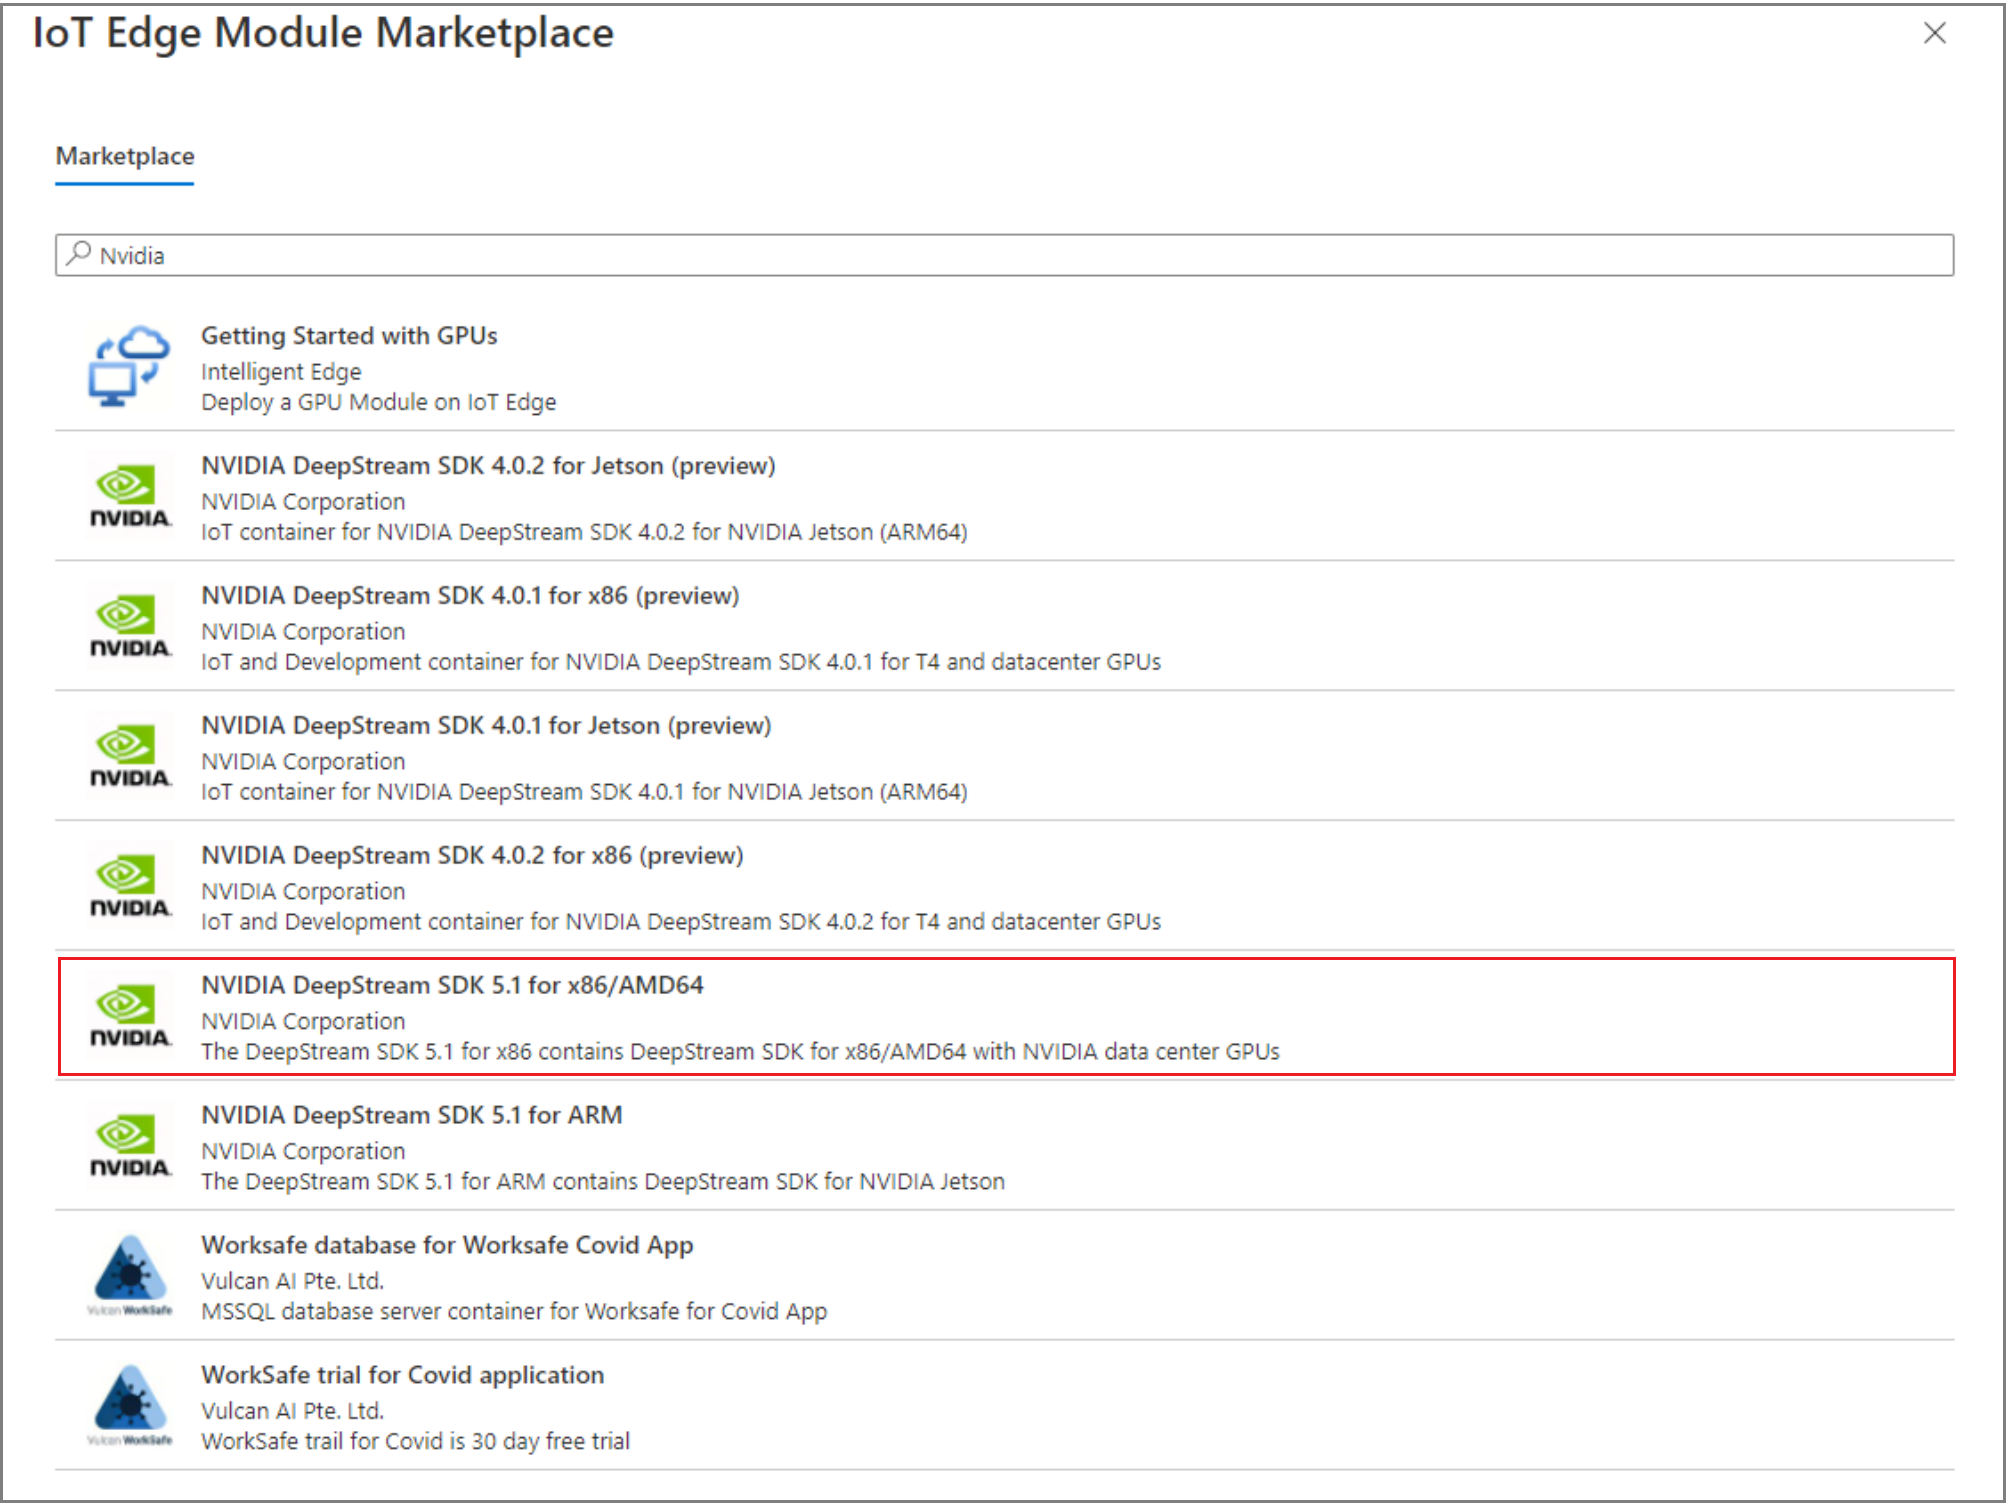 IoT Edge Module Marketplace
Marketplace
Nvidia
Getting Started with GPUs
Intelligent Edge
Deploy a GPU Module on IoT Edge
NVIDIA DeepStream SDK 4.0.2 for Jetson (preview)
NVIDIA Corporation
IoT container for NVIDIA DeepStream SDK 4.0.2 for NVIDIA Jetson (ARM64)
NVIDIA.
NVIDIA DeepStream SDK 4.0.1 for x86 (preview)
NVIDIA Corporation
IoT and Development container for NVIDIA DeepStream SDK 4.0.1 for T4 and datacenter GPUs
NVIDIA.
NVIDIA DeepStream SDK 4.0.1 for Jetson (preview)
NVIDIA Corporation
IoT container for NVIDIA DeepStream SDK 4.0.1 for NVIDIA Jetson (ARM64)
NVIDIA.
NVIDIA DeepStream SDK 4.0.2 for x86 (preview)
NVIDIA Corporation
IoT and Development container for NVIDIA DeepStream SDK 4.0.2 for T4 and datacenter GPUs
NVIDIA.
NVIDIA DeepStream SDK 5.1 for x86/AMD64
NVIDIA Corporation
The DeepStream SDK 5.1 for x86 contains DeepStream SDK for x86/AMD64 with NVIDIA data center GPUs
NVIDIA.
NVIDIA DeepStream SDK 5.1 for ARM
NVIDIA Corporation
The DeepStream SDK 5.1 for ARM contains DeepStream SDK for NVIDIA Jetson
NVIDIA.
Worksafe database for Worksafe Covid App
Vulcan AI Pte. Ltd.
MSSQL database server container for Worksafe for Covid App
Vulcan WorkSafe
WorkSafe trial for Covid application
Vulcan AI Pte. Ltd.
WorkSafe trail for Covid is 30 day free trial
Vulcan WorkSafe